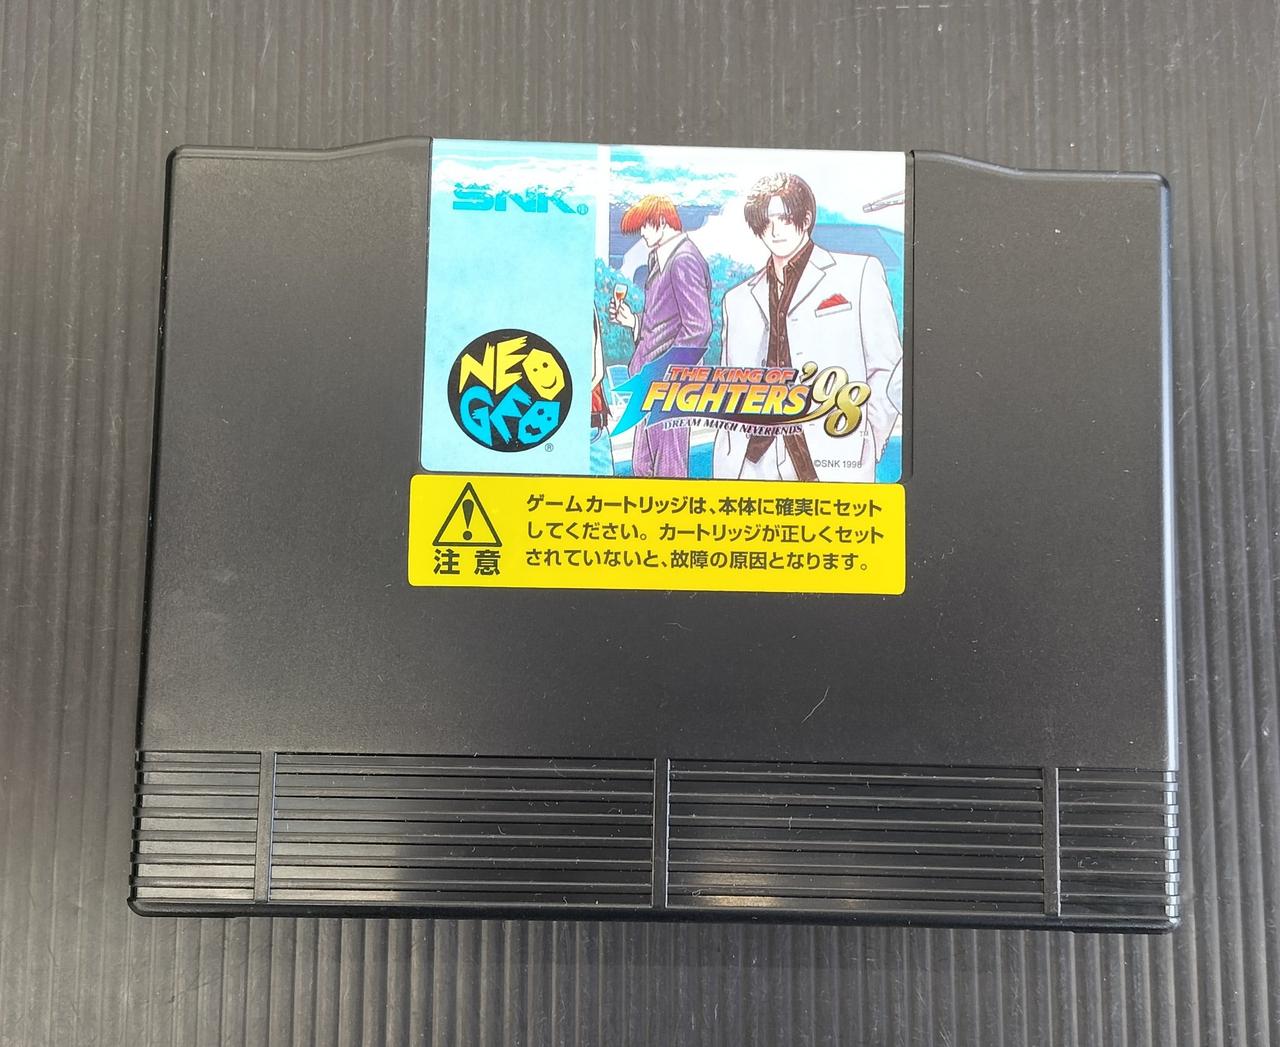 SNK®
NEO
GEO®
THE KING OF
FIGHTERS '98
DREAM MATCH NEVER ENDS
TM
©SNK 1998
ゲームカートリッジは、本体に確実にセット
してください。カートリッジが正しくセット
されていないと、故障の原因となります。
注意